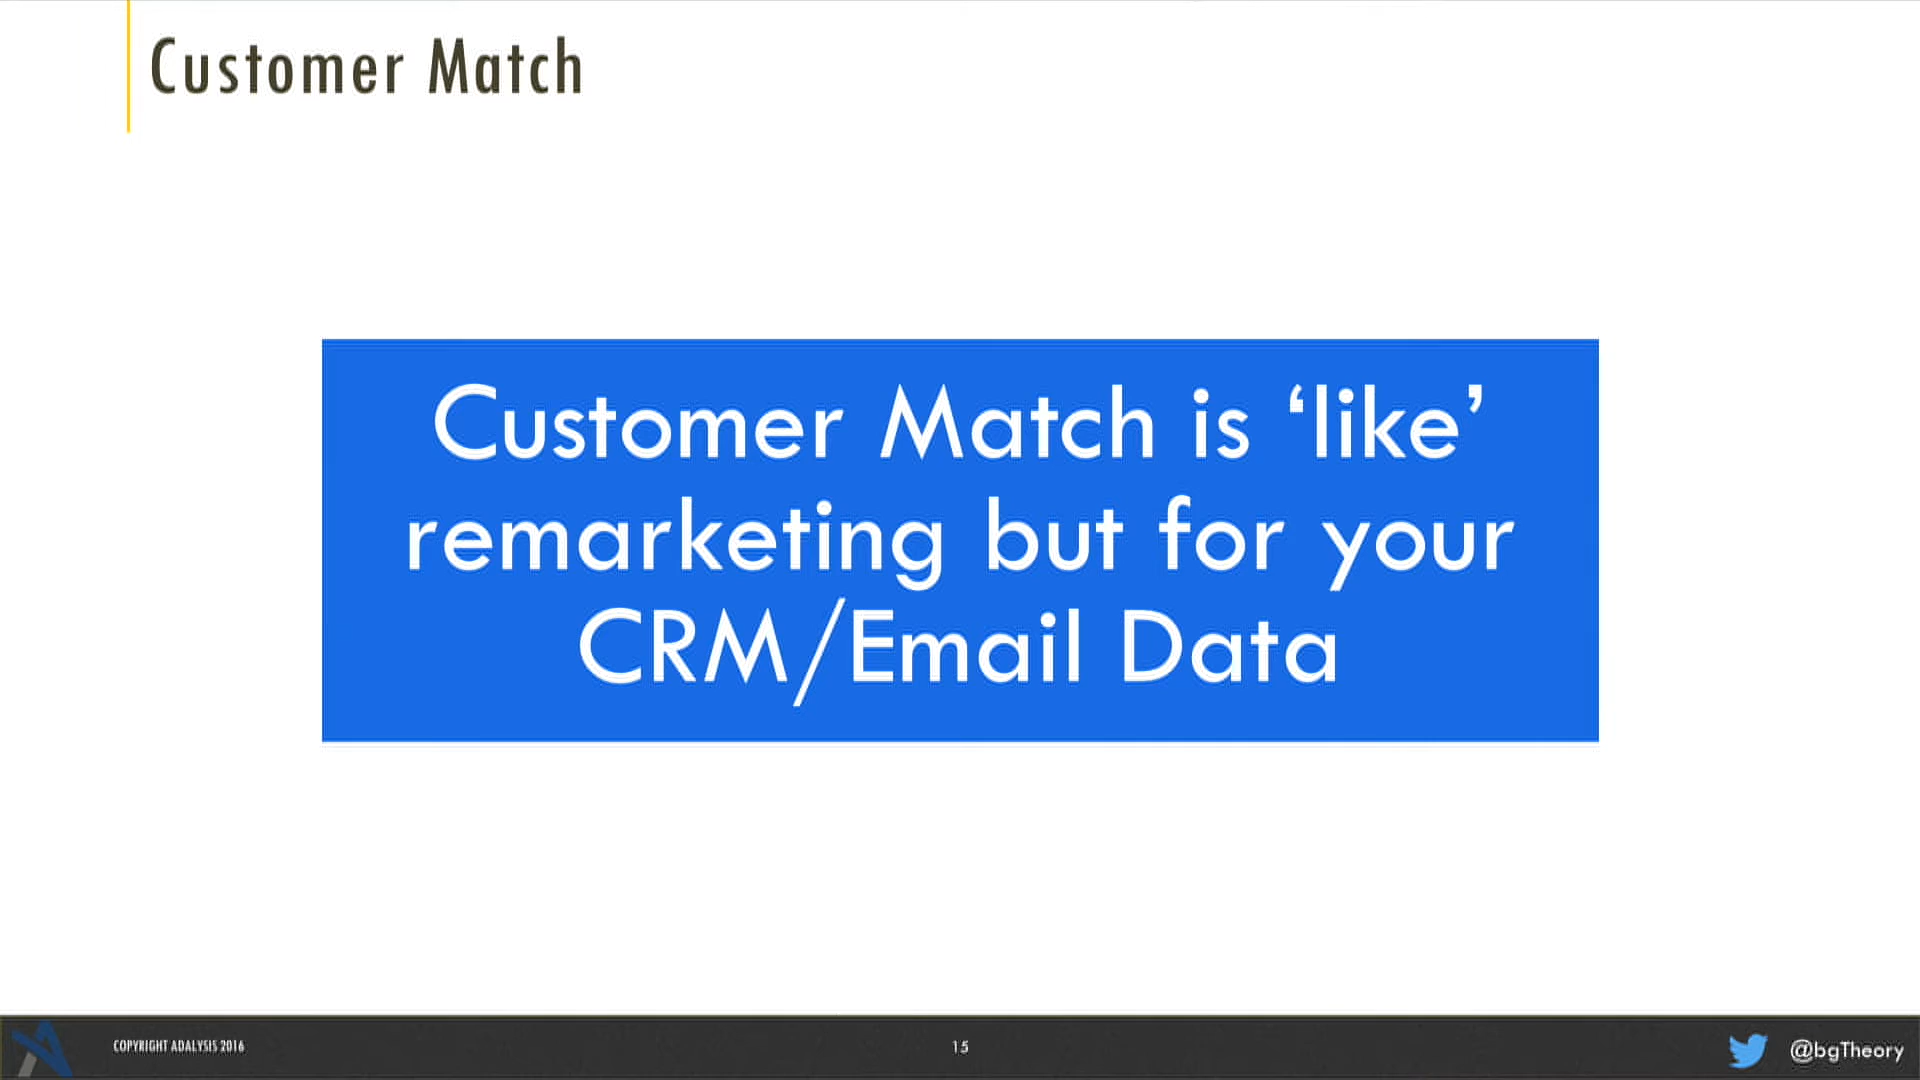 Customer Match
Customer Match is ‘like’
remarketing but for your
CRM/Email Data
COPYRIGHT ADALYSIS 2016
15
@bgTheory